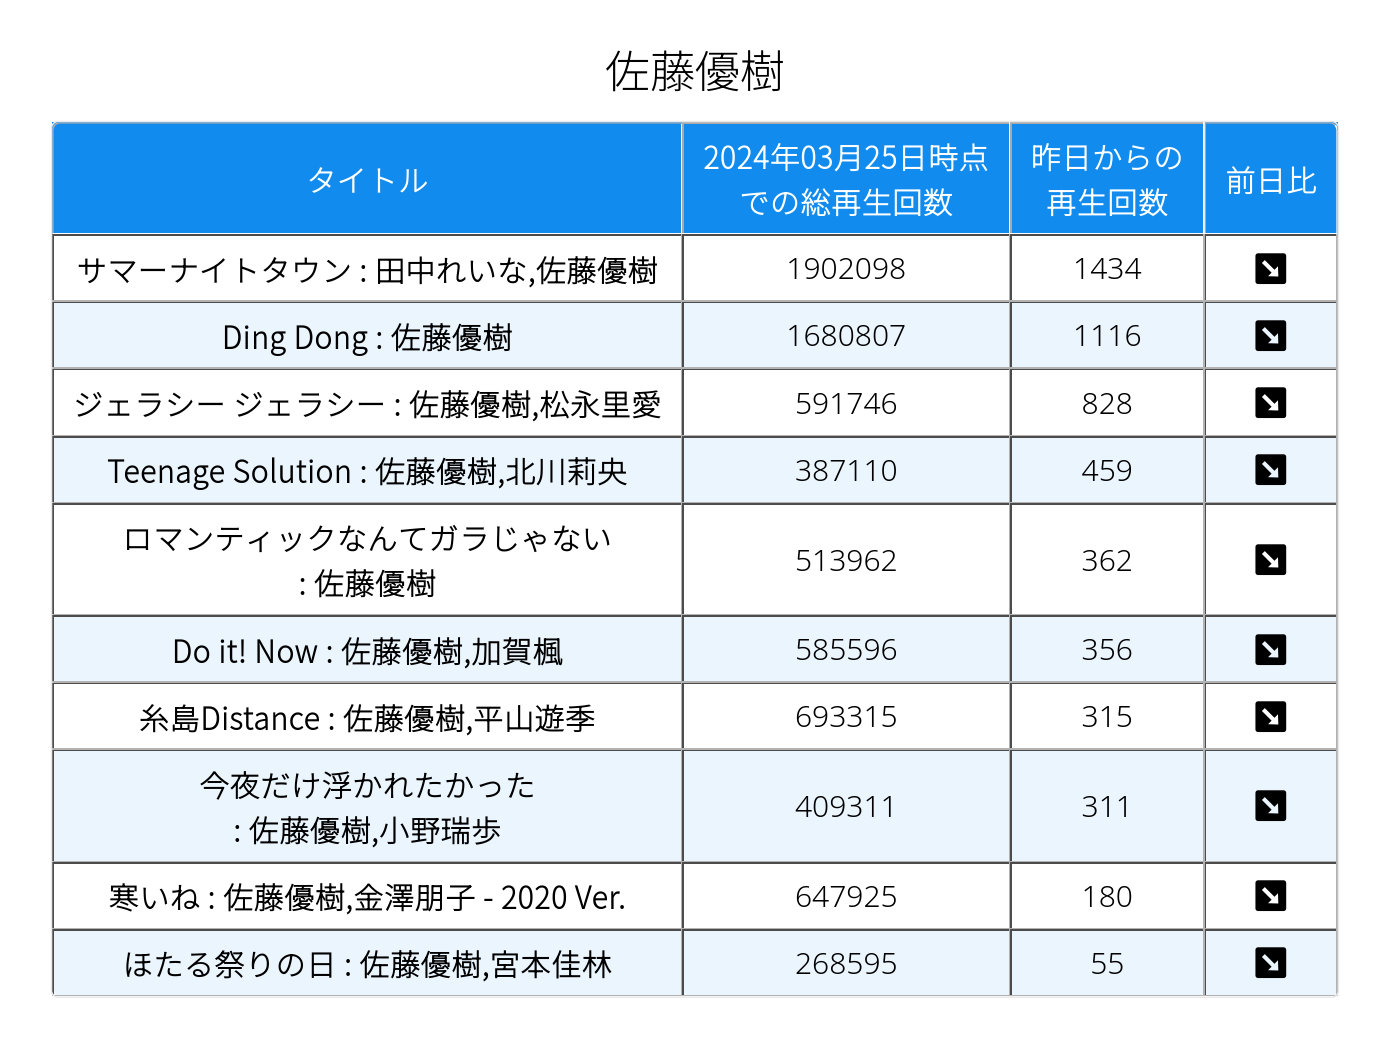 佐藤優樹
タイトル
2024年03月25日時点
での総再生回数
昨日からの
再生回数
前日比
サマーナイトタウン : 田中れいな,佐藤優樹 1902098 1434
Ding Dong : 佐藤優樹 1680807 1116
ジェラシー ジェラシー : 佐藤優樹,松永里愛 591746 828
Teenage Solution : 佐藤優樹,北川莉央 387110 459
ロマンティックなんてガラじゃない
: 佐藤優樹 513962 362
Do it! Now : 佐藤優樹,加賀楓 585596 356
糸島Distance : 佐藤優樹,平山遊季 693315 315
今夜だけ浮かれたかった
: 佐藤優樹,小野瑞歩 409311 311
寒いね : 佐藤優樹,金澤朋子 - 2020 Ver. 647925 180
ほたる祭りの日 : 佐藤優樹,宮本佳林 268595 55